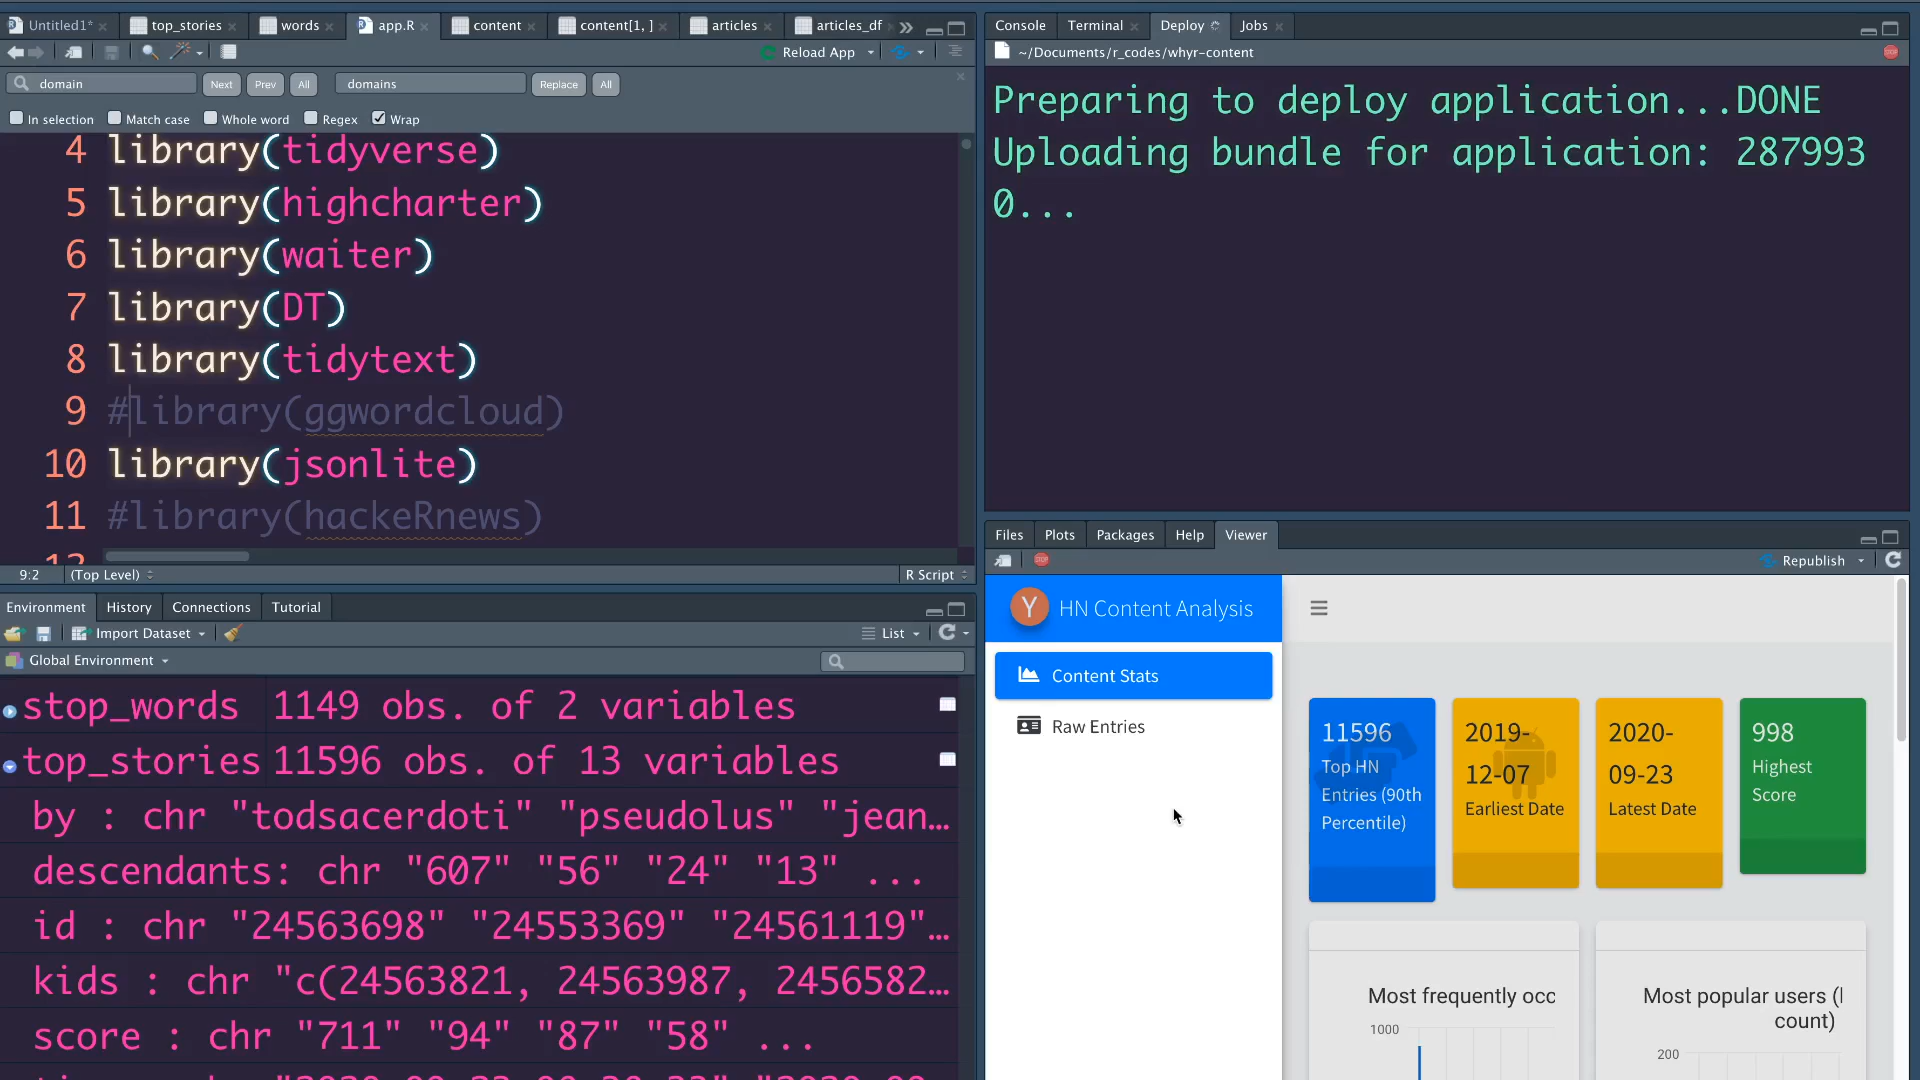 Untitled1* × top_stories × words × app.R × content × content[1, ] × articles × articles_df
Reload App
domain Next Prev All domains Replace All
In selection Match case Whole word Regex Wrap
4 library(tidyverse)
5 library(highcharter)
6 library(waiter)
7 library(DT)
8 library(tidytext)
9 #library(ggwordcloud)
10 library(jsonlite)
11 #library(hackeRnews)
12
9:2 (Top Level) R Script
Environment History Connections Tutorial
Import Dataset List
Global Environment
stop_words 1149 obs. of 2 variables
top_stories 11596 obs. of 13 variables
by : chr "todsacerdoti" "pseudolus" "jean…
descendants: chr "607" "56" "24" "13" ...
id : chr "24563698" "24553369" "24561119"…
kids : chr "c(24563821, 24563987, 2456582…
score : chr "711" "94" "87" "58" ...
Console Terminal × Deploy Jobs ×
~/Documents/r_codes/whyr-content
Preparing to deploy application...DONE
Uploading bundle for application: 287993
0...
Files Plots Packages Help Viewer
Republish
Y HN Content Analysis
Content Stats
Raw Entries
11596
Top HN
Entries (90th
Percentile)
2019-
12-07
Earliest Date
2020-
09-23
Latest Date
998
Highest
Score
Most frequently occ
1000
Most popular users (
count)
200